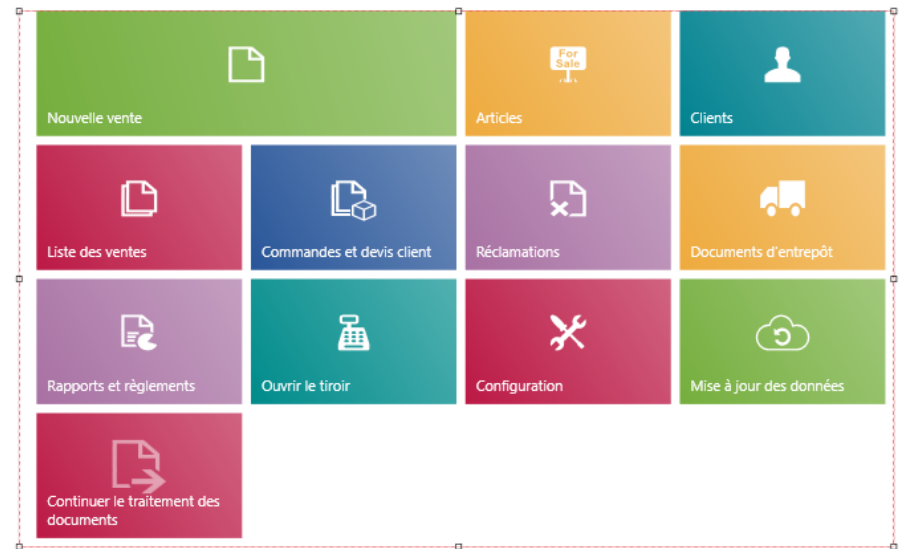 For
Sale
Nouvelle vente
Articles
Clients
Liste des ventes
Commandes et devis client
Réclamations
Documents d'entrepôt
Rapports et règlements
Ouvrir le tiroir
Configuration
Mise à jour des données
Continuer le traitement des
documents